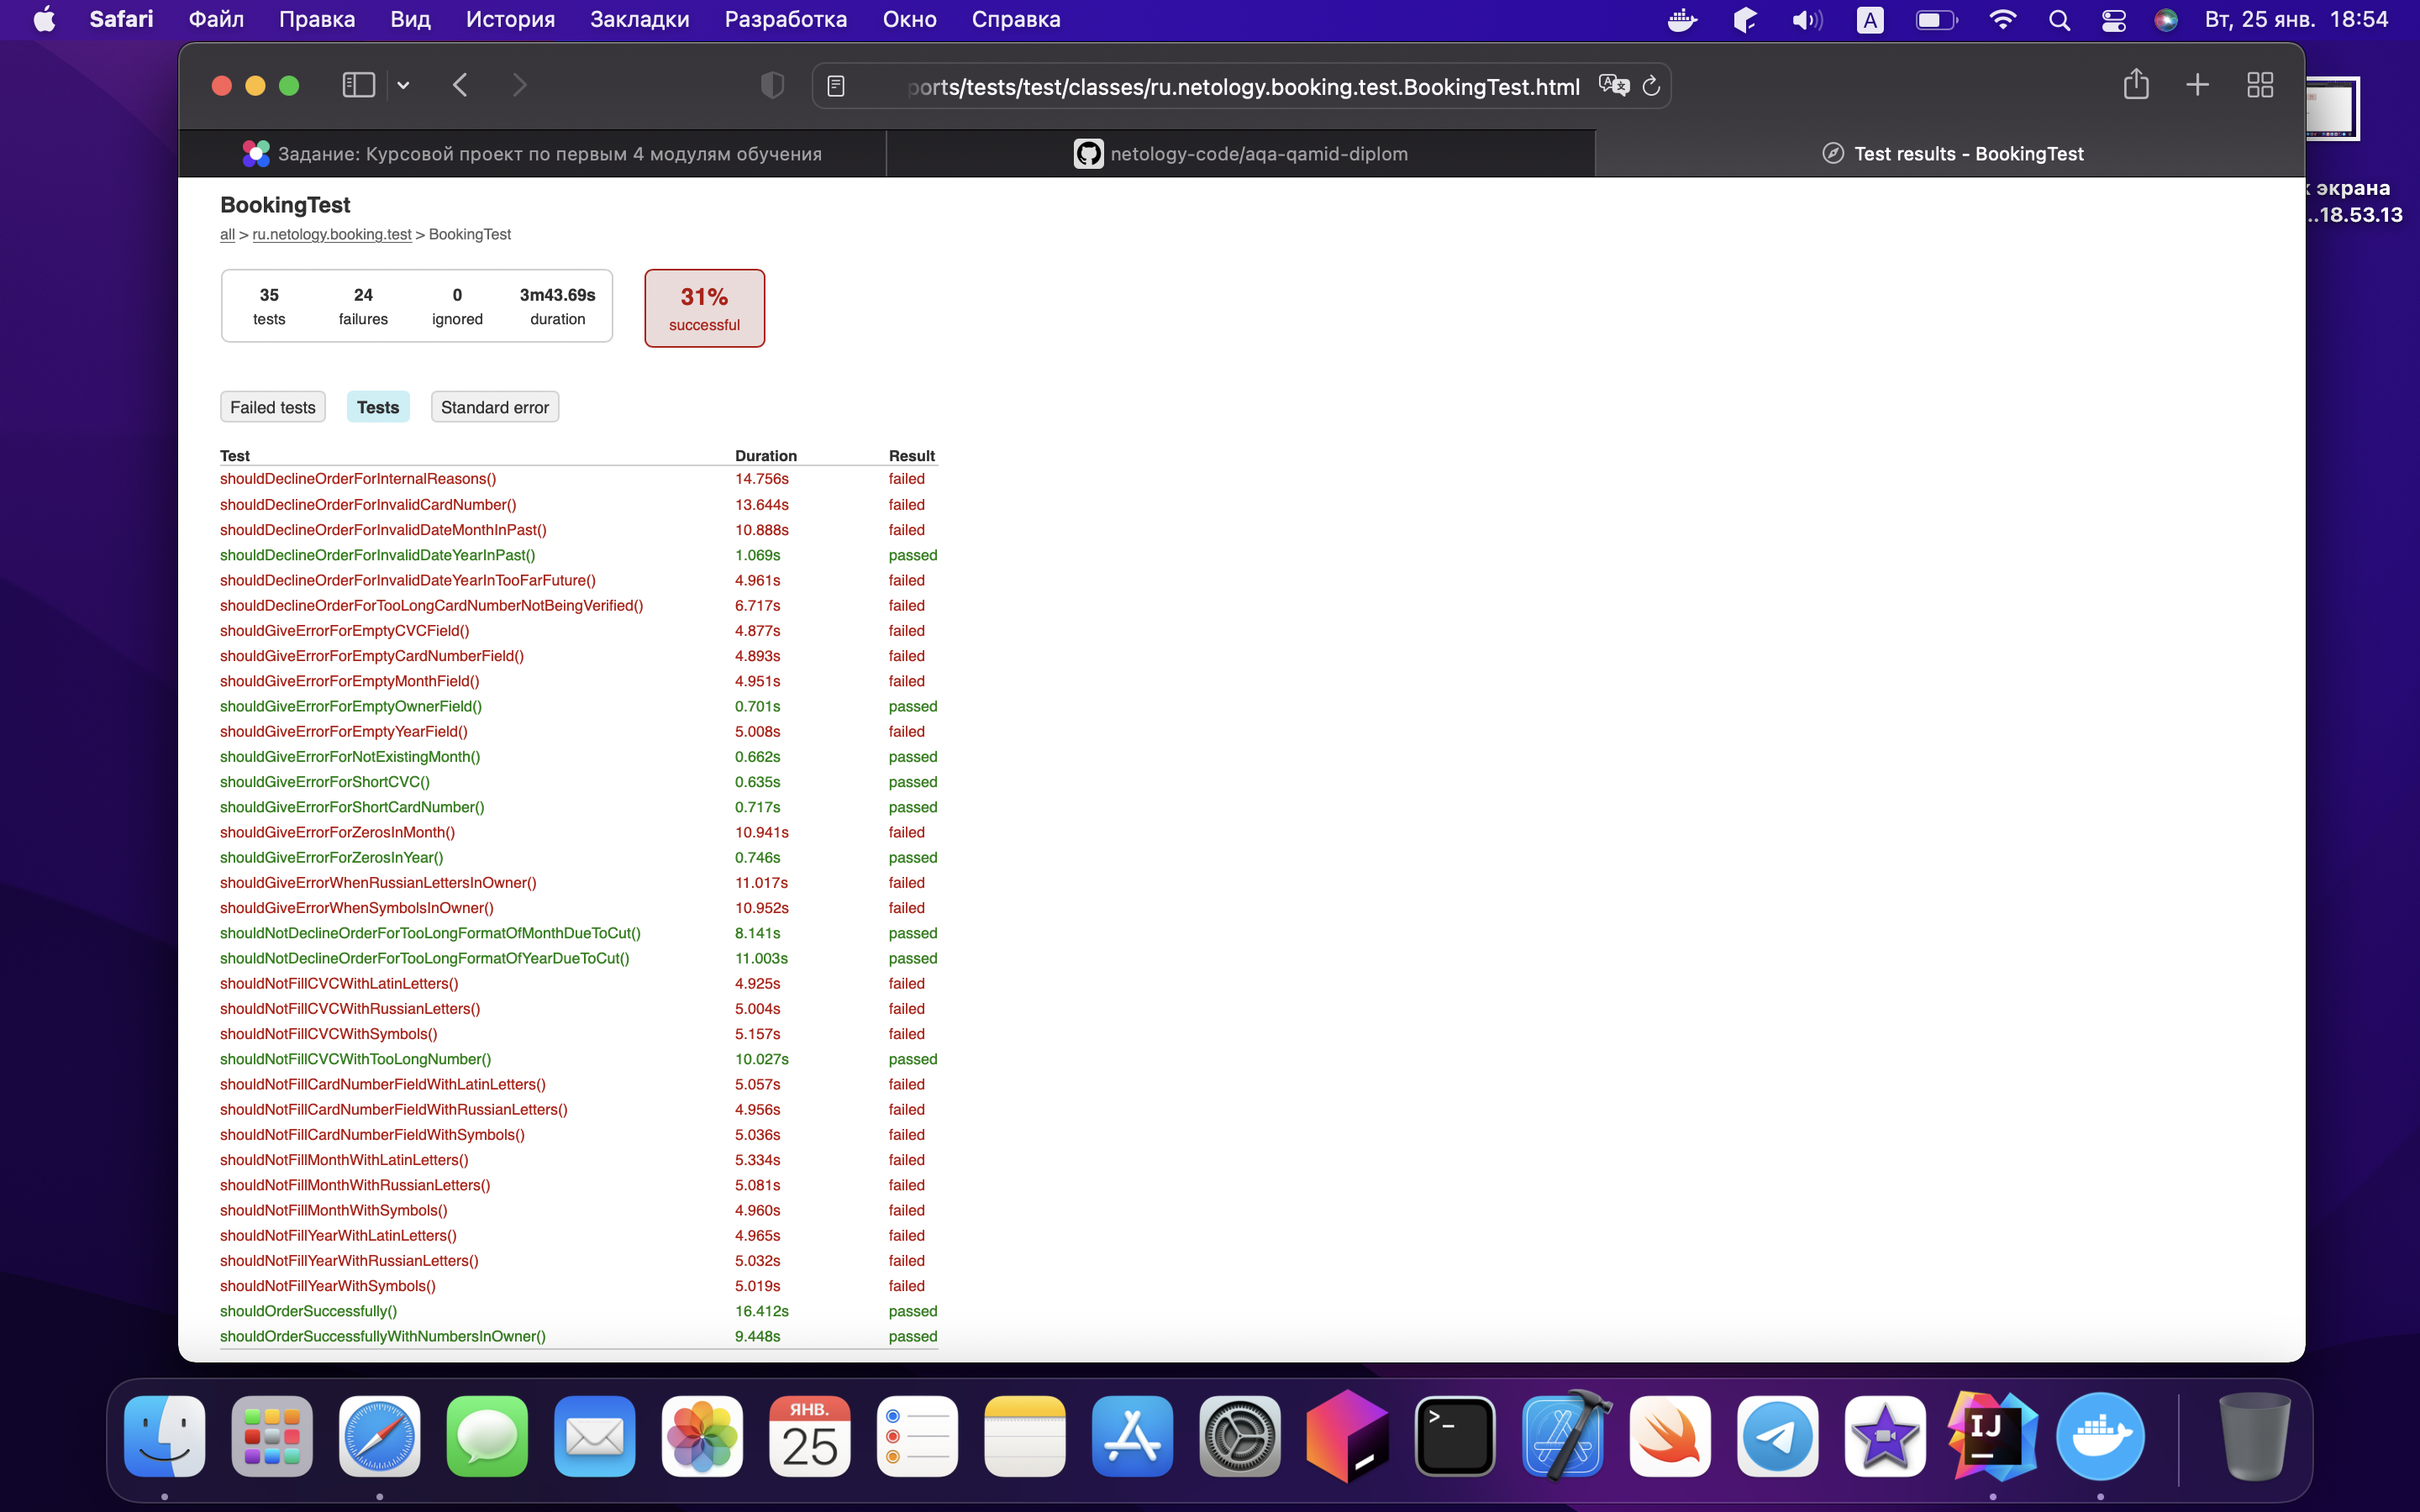 Safari Файл Правка Вид История Закладки Разработка Окно Справка A Вт, 25 янв. 18:54
ports/tests/test/classes/ru.netology.booking.test.BookingTest.html
Задание: Курсовой проект по первым 4 модулям обучения
netology-code/aqa-qamid-diplom
Test results - BookingTest
экрана
..18.53.13
BookingTest
all > ru.netology.booking.test > BookingTest
35 24 0 3m43.69s
tests failures ignored duration
31%
successful
Failed tests Tests Standard error
Test Duration Result
shouldDeclineOrderForInternalReasons() 14.756s failed
shouldDeclineOrderForInvalidCardNumber() 13.644s failed
shouldDeclineOrderForInvalidDateMonthInPast() 10.888s failed
shouldDeclineOrderForInvalidDateYearInPast() 1.069s passed
shouldDeclineOrderForInvalidDateYearInTooFarFuture() 4.961s failed
shouldDeclineOrderForTooLongCardNumberNotBeingVerified() 6.717s failed
shouldGiveErrorForEmptyCVCField() 4.877s failed
shouldGiveErrorForEmptyCardNumberField() 4.893s failed
shouldGiveErrorForEmptyMonthField() 4.951s failed
shouldGiveErrorForEmptyOwnerField() 0.701s passed
shouldGiveErrorForEmptyYearField() 5.008s failed
shouldGiveErrorForNotExistingMonth() 0.662s passed
shouldGiveErrorForShortCVC() 0.635s passed
shouldGiveErrorForShortCardNumber() 0.717s passed
shouldGiveErrorForZerosInMonth() 10.941s failed
shouldGiveErrorForZerosInYear() 0.746s passed
shouldGiveErrorWhenRussianLettersInOwner() 11.017s failed
shouldGiveErrorWhenSymbolsInOwner() 10.952s failed
shouldNotDeclineOrderForTooLongFormatOfMonthDueToCut() 8.141s passed
shouldNotDeclineOrderForTooLongFormatOfYearDueToCut() 11.003s passed
shouldNotFillCVCWithLatinLetters() 4.925s failed
shouldNotFillCVCWithRussianLetters() 5.004s failed
shouldNotFillCVCWithSymbols() 5.157s failed
shouldNotFillCVCWithTooLongNumber() 10.027s passed
shouldNotFillCardNumberFieldWithLatinLetters() 5.057s failed
shouldNotFillCardNumberFieldWithRussianLetters() 4.956s failed
shouldNotFillCardNumberFieldWithSymbols() 5.036s failed
shouldNotFillMonthWithLatinLetters() 5.334s failed
shouldNotFillMonthWithRussianLetters() 5.081s failed
shouldNotFillMonthWithSymbols() 4.960s failed
shouldNotFillYearWithLatinLetters() 4.965s failed
shouldNotFillYearWithRussianLetters() 5.032s failed
shouldNotFillYearWithSymbols() 5.019s failed
shouldOrderSuccessfully() 16.412s passed
shouldOrderSuccessfullyWithNumbersInOwner() 9.448s passed
ЯНВ.
25
IJ